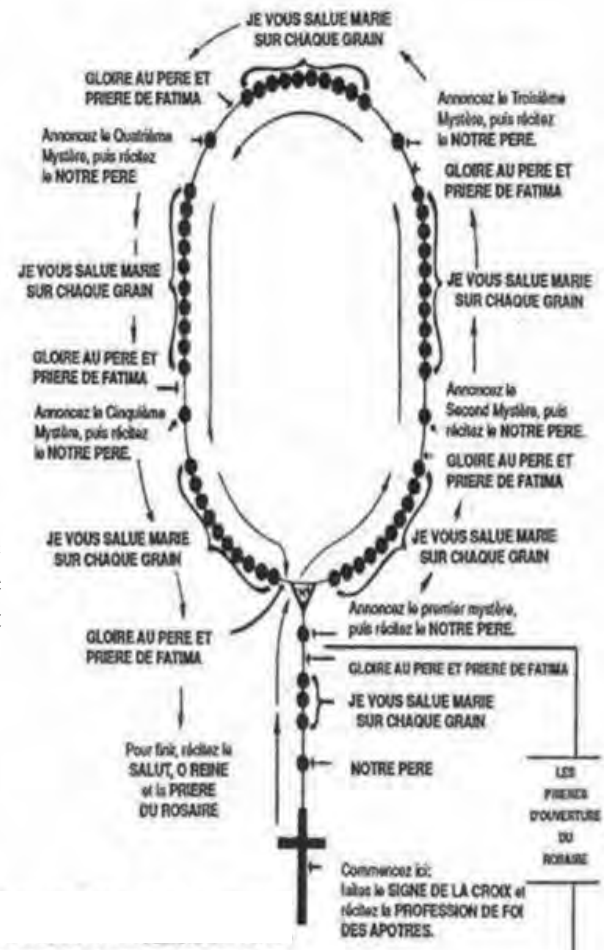 JE VOUS SALUE MARIE
SUR CHAQUE GRAIN
GLOIRE AU PERE ET
PRIERE DE FATIMA
Annoncez le Troisième
Mystère, puis récitez
le NOTRE PERE.
Annoncez le Quatrième
Mystère, puis récitez
le NOTRE PERE
GLOIRE AU PERE ET
PRIERE DE FATIMA
JE VOUS SALUE MARIE
SUR CHAQUE GRAIN
JE VOUS SALUE MARIE
SUR CHAQUE GRAIN
GLOIRE AU PERE ET
PRIERE DE FATIMA
Annoncez le
Second Mystère, puis
récitez le NOTRE PERE.
Annoncez le Cinquième
Mystère, puis récitez
le NOTRE PERE.
GLOIRE AU PERE ET
PRIERE DE FATIMA
JE VOUS SALUE MARIE
SUR CHAQUE GRAIN
JE VOUS SALUE MARIE
SUR CHAQUE GRAIN
Annoncez le premier mystère,
puis récitez le NOTRE PERE.
GLOIRE AU PERE ET
PRIERE DE FATIMA
GLOIRE AU PERE ET PRIERE DE FATIMA
JE VOUS SALUE MARIE
SUR CHAQUE GRAIN
Pour finir, récitez le
SALUT, O REINE
et la PRIERE
DU ROSAIRE
NOTRE PERE
LES
PRIERES
D'OUVERTURE
DU
ROSAIRE
Commencez ici:
faites le SIGNE DE LA CROIX et
récitez la PROFESSION DE FOI
DES APOTRES.